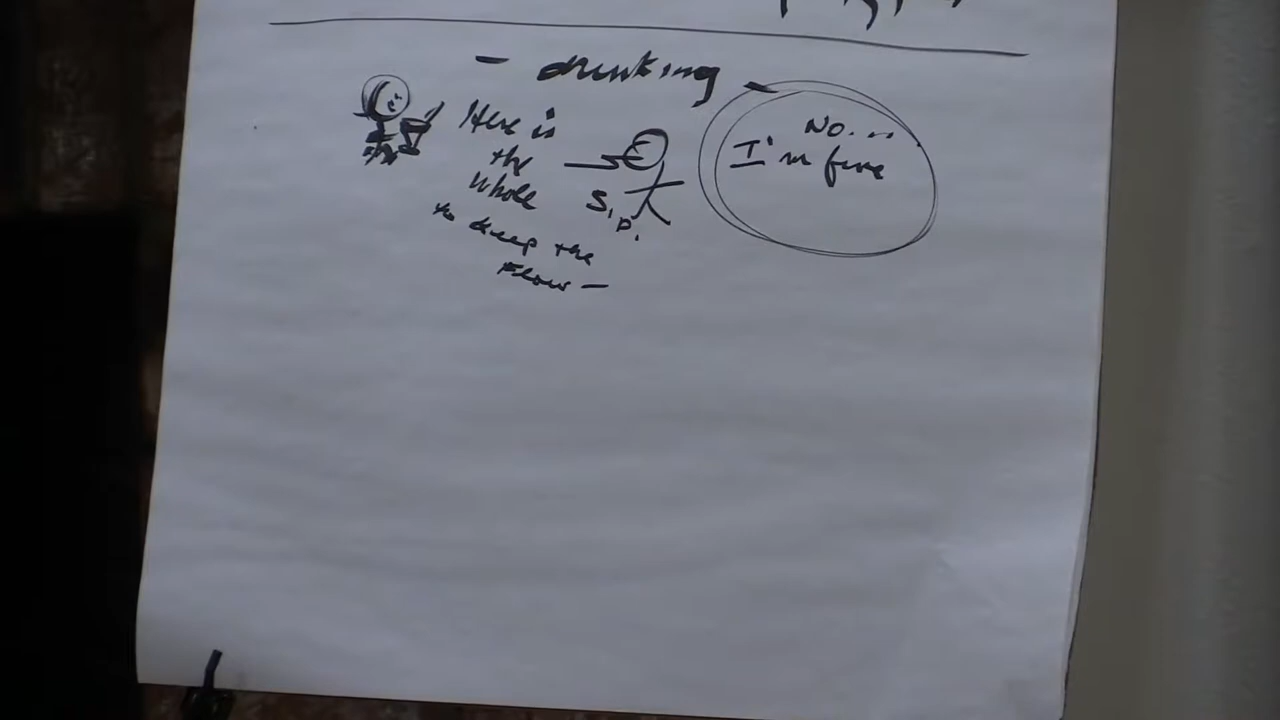 - drinking -
Here is
the
whole
to keep the
Flow -
S.P.
No...
I'm fine